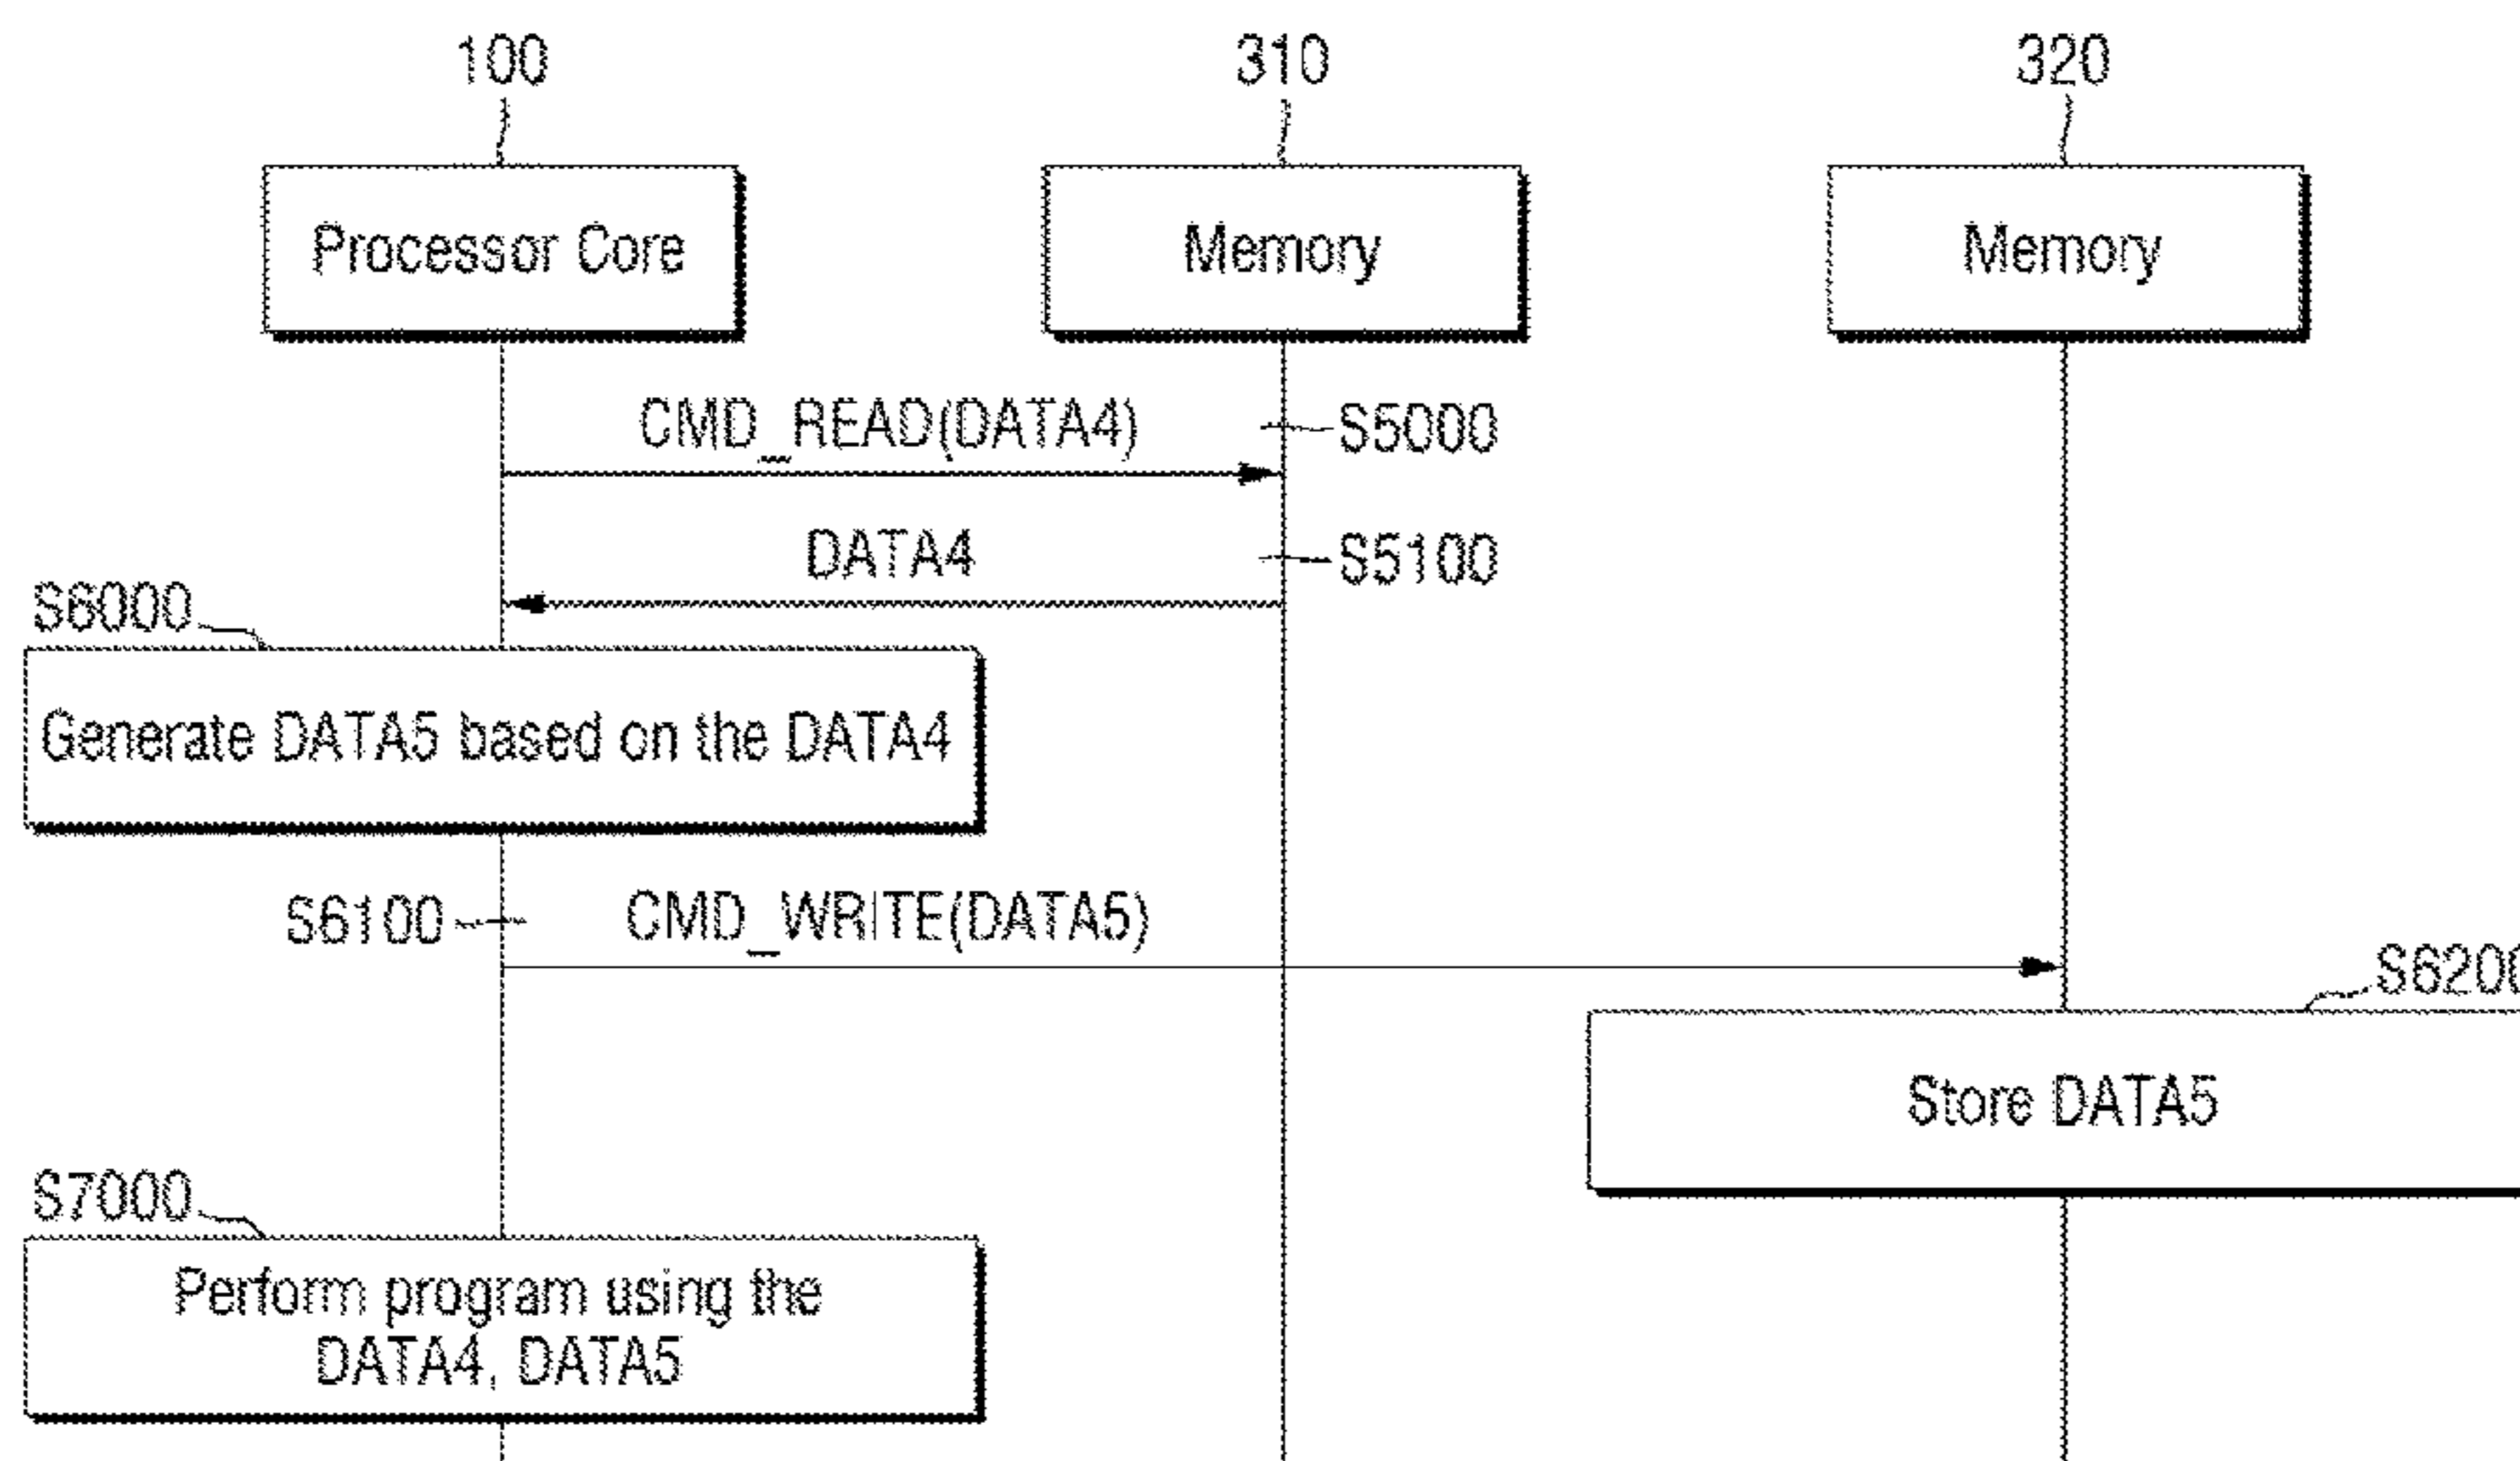 100
310
320
Processor Core
Memory
Memory
CMD_READ(DATA4)
S5000
DATA4
S5100
S6000
Generate DATA5 based on the DATA4
S6100
CMD_WRITE(DATA5)
S6200
Store DATA5
S7000
Perform program using the
DATA4, DATA5